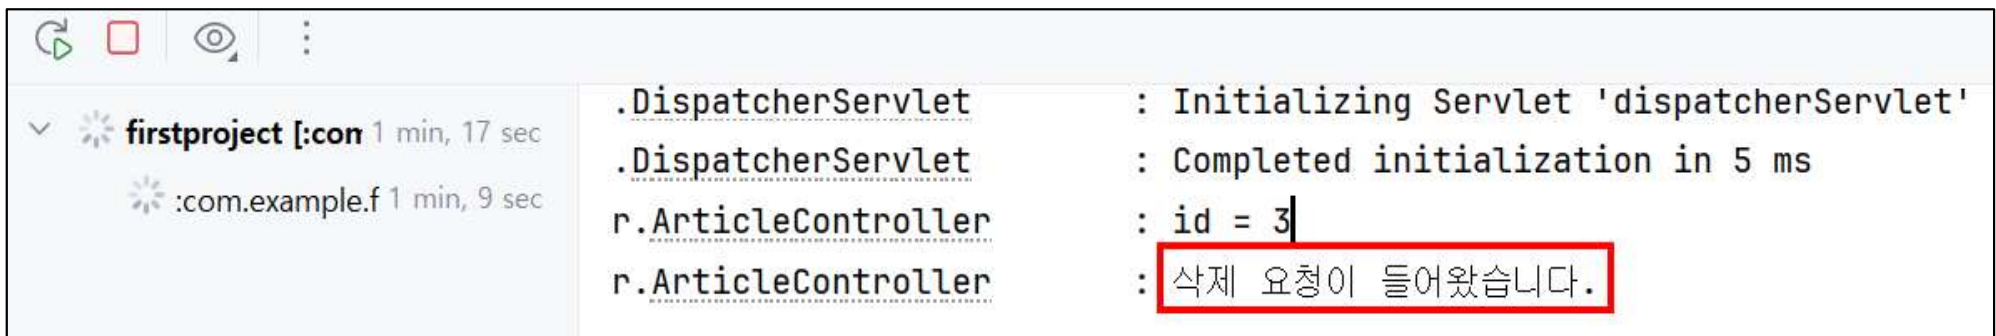 firstproject [:con 1 min, 17 sec
:com.example.f 1 min, 9 sec
.DispatcherServlet : Initializing Servlet 'dispatcherServlet'
.DispatcherServlet : Completed initialization in 5 ms
r.ArticleController : id = 3
r.ArticleController : 삭제 요청이 들어왔습니다.